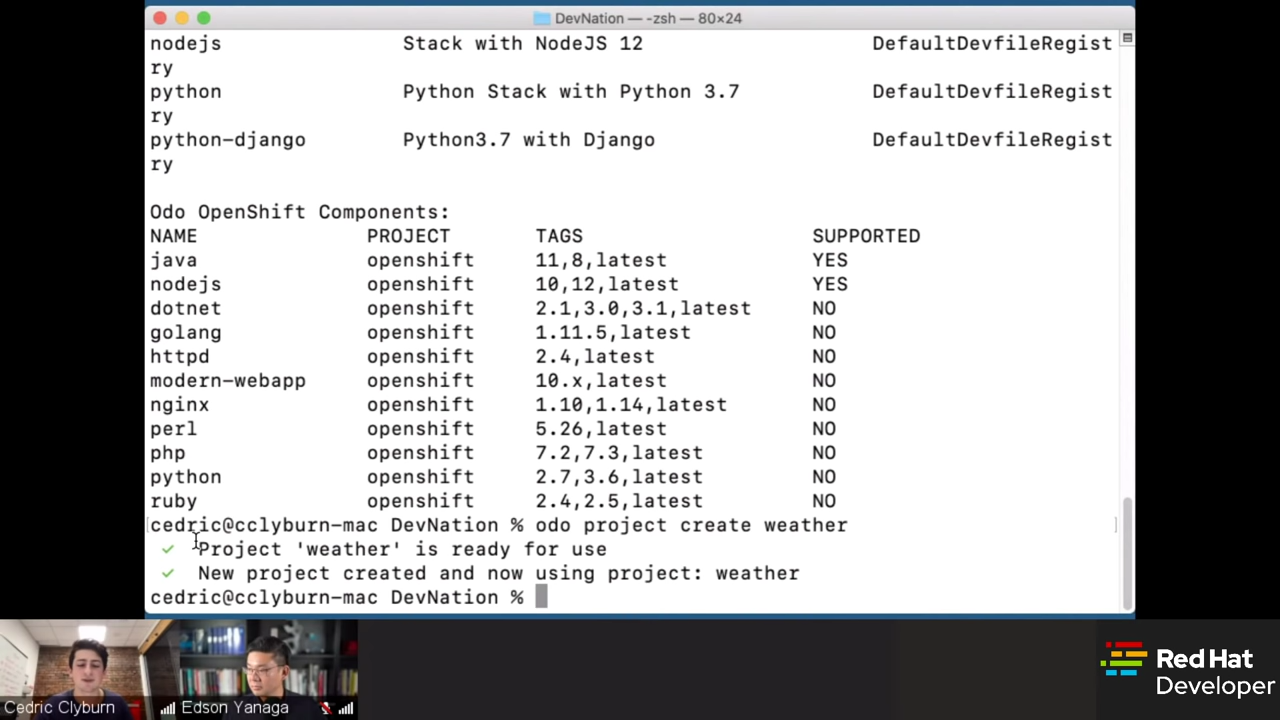 DevNation — -zsh — 80×24
nodejs Stack with NodeJS 12 DefaultDevfileRegist
ry
python Python Stack with Python 3.7 DefaultDevfileRegist
ry
python-django Python3.7 with Django DefaultDevfileRegist
ry
Odo OpenShift Components:
NAME PROJECT TAGS SUPPORTED
java openshift 11,8,latest YES
nodejs openshift 10,12,latest YES
dotnet openshift 2.1,3.0,3.1,latest NO
golang openshift 1.11.5,latest NO
httpd openshift 2.4,latest NO
modern-webapp openshift 10.x,latest NO
nginx openshift 1.10,1.14,latest NO
perl openshift 5.26,latest NO
php openshift 7.2,7.3,latest NO
python openshift 2.7,3.6,latest NO
ruby openshift 2.4,2.5,latest NO
[cedric@cclyburn-mac DevNation % odo project create weather ]
✓ Project 'weather' is ready for use
✓ New project created and now using project: weather
cedric@cclyburn-mac DevNation %
Cedric Clyburn
Edson Yanaga
Red Hat
Developer